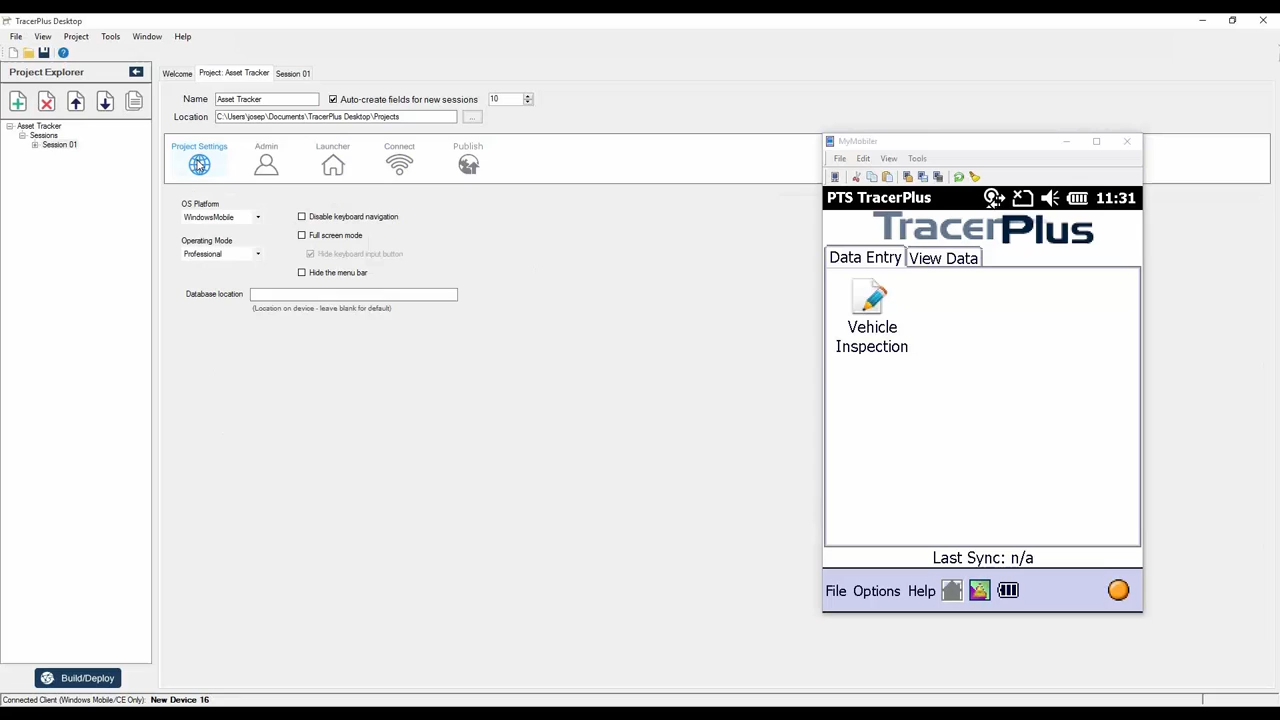 TracerPlus Desktop
File View Project Tools Window Help
Project Explorer
Welcome Project: Asset Tracker Session 01
Name Asset Tracker Auto-create fields for new sessions 10
Location C:\Users\josep\Documents\TracerPlus Desktop\Projects ...
Asset Tracker
Sessions
Session 01
Project Settings Admin Launcher Connect Publish
OS Platform
WindowsMobile
Disable keyboard navigation
Full screen mode
Operating Mode
Professional
Hide keyboard input button
Hide the menu bar
Database location
(Location on device - leave blank for default)
MyMobiler
File Edit View Tools
PTS TracerPlus 11:31
TracerPlus
Data Entry View Data
Vehicle
Inspection
Last Sync: n/a
File Options Help
Build/Deploy
Connected Client (Windows Mobile/CE Only): New Device 16